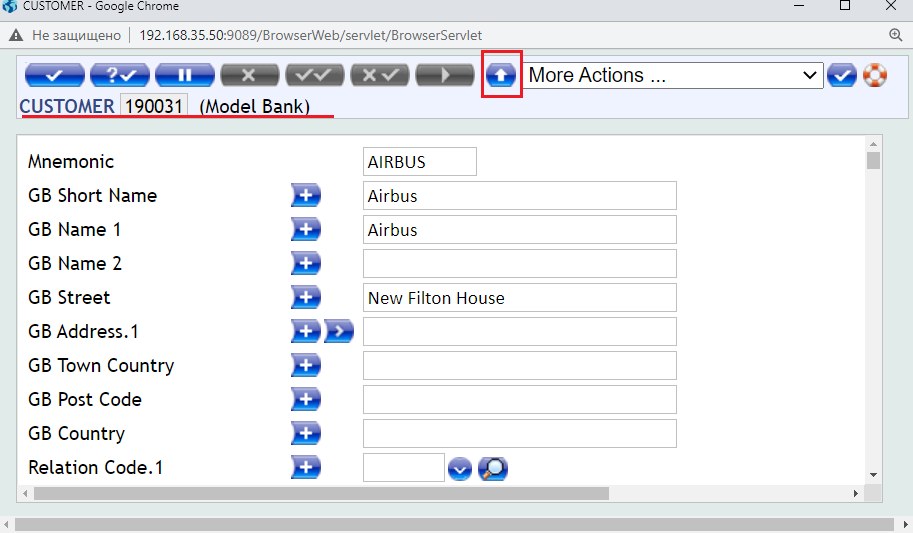 CUSTOMER - Google Chrome
Не защищено 192.168.35.50:9089/BrowserWeb/servlet/BrowserServlet
More Actions ...
CUSTOMER 190031 (Model Bank)
Mnemonic AIRBUS
GB Short Name Airbus
GB Name 1 Airbus
GB Name 2
GB Street New Filton House
GB Address.1
GB Town Country
GB Post Code
GB Country
Relation Code.1